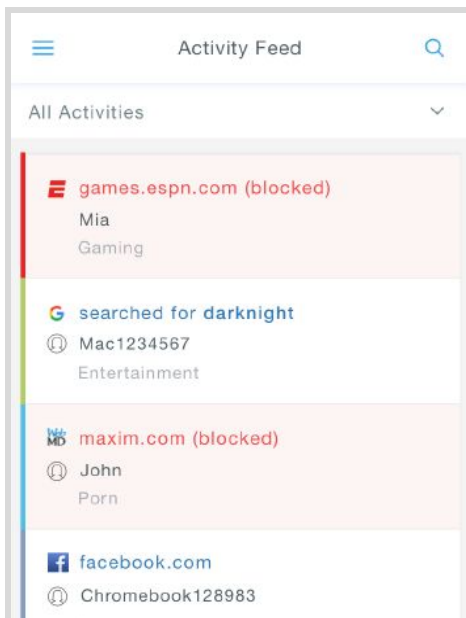 Activity Feed
All Activities
games.espn.com (blocked)
Mia
Gaming
searched for darknight
Mac1234567
Entertainment
MD maxim.com (blocked)
John
Porn
facebook.com
Chromebook128983